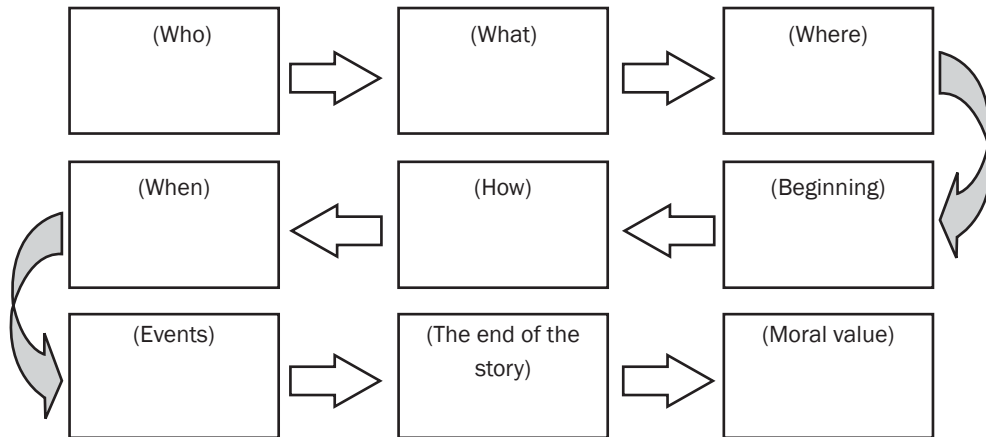 (Who)
(What)
(Where)
(When)
(How)
(Beginning)
(Events)
(The end of the
story)
(Moral value)